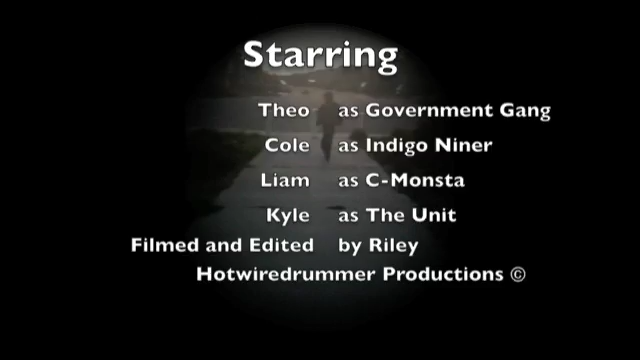 Starring
Theo as Government Gang
Cole as Indigo Niner
Liam as C-Monsta
Kyle as The Unit
Filmed and Edited by Riley
Hotwiredrummer Productions ©